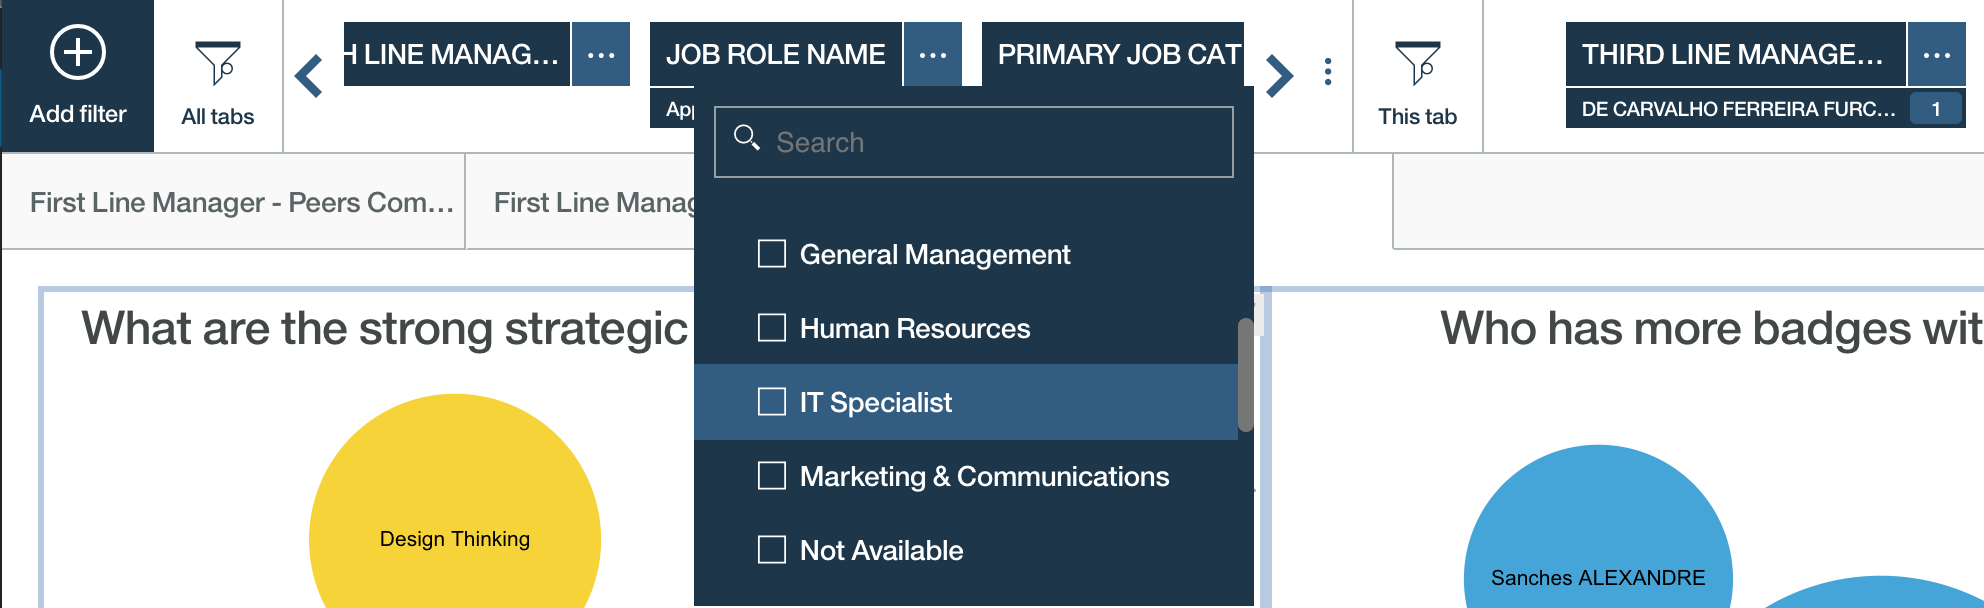 Add filter
All tabs
H LINE MANAG...
...
JOB ROLE NAME
...
App
PRIMARY JOB CAT
This tab
THIRD LINE MANAGE...
...
DE CARVALHO FERREIRA FURC...
1
First Line Manager - Peers Com...
First Line Manag
Search
General Management
Human Resources
IT Specialist
Marketing & Communications
Not Available
What are the strong strategic
Design Thinking
Who has more badges wit
Sanches ALEXANDRE